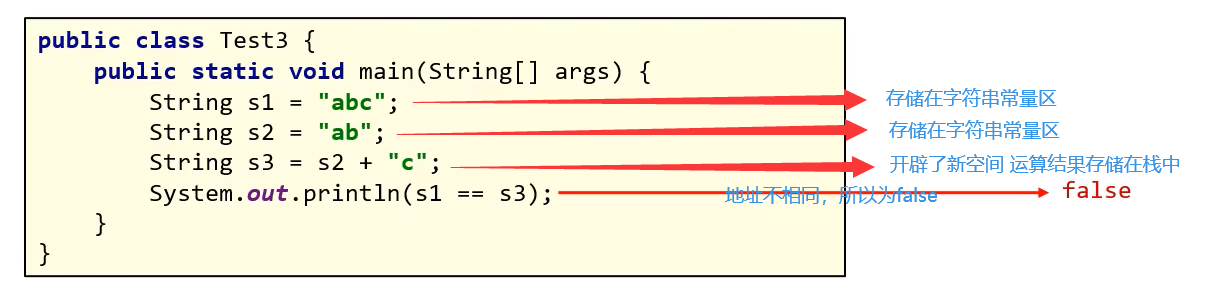 public class Test3 {
public static void main(String[] args) {
String s1 = "abc"; 存储在字符串常量区
String s2 = "ab"; 存储在字符串常量区
String s3 = s2 + "c"; 开辟了新空间 运算结果存储在栈中
System.out.println(s1 == s3); 地址不相同，所以为false false
}
}